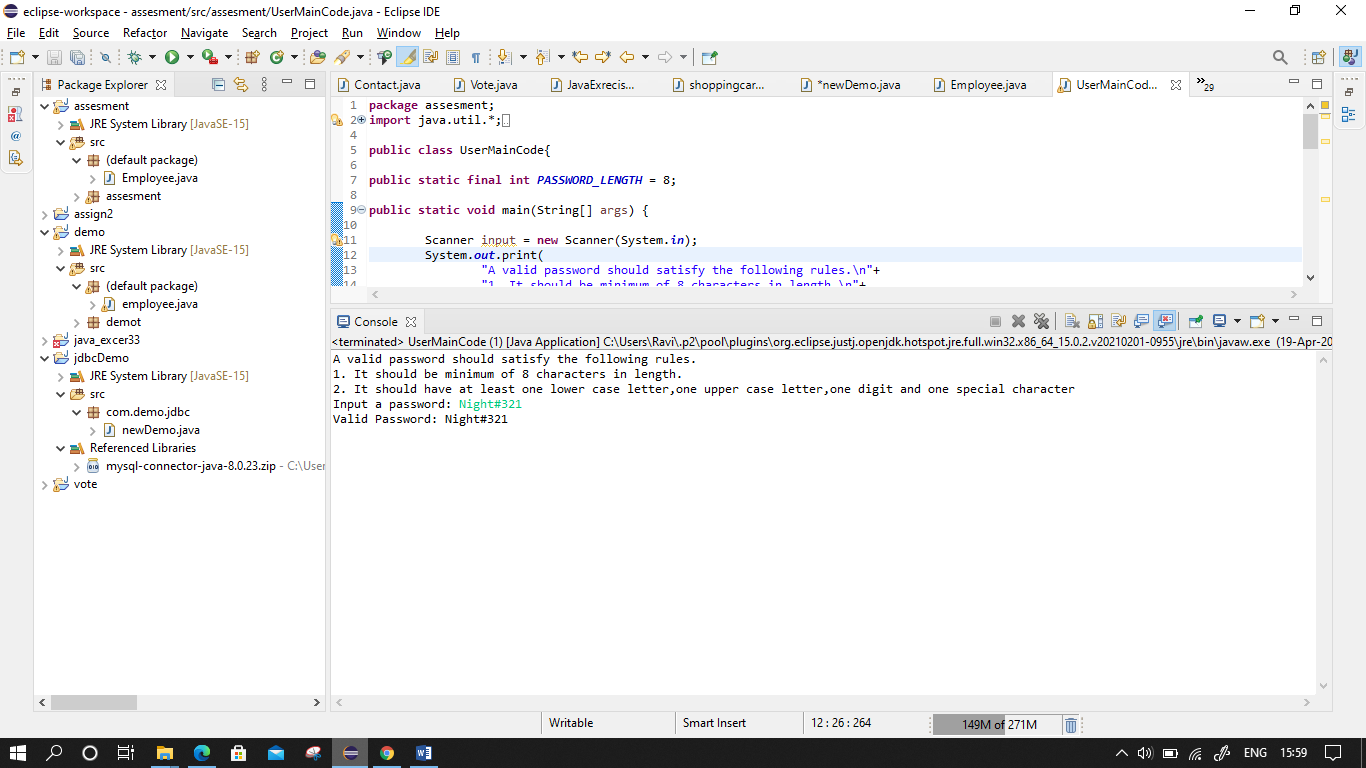 eclipse-workspace - assesment/src/assesment/UserMainCode.java - Eclipse IDE
File Edit Source Refactor Navigate Search Project Run Window Help
Package Explorer
assesment
JRE System Library [JavaSE-15]
src
(default package)
Employee.java
assesment
assign2
demo
JRE System Library [JavaSE-15]
src
(default package)
employee.java
demot
java_excer33
jdbcDemo
JRE System Library [JavaSE-15]
src
com.demo.jdbc
newDemo.java
Referenced Libraries
mysql-connector-java-8.0.23.zip - C:\User
vote
Contact.java Vote.java JavaExrecis... shoppingcar... *newDemo.java Employee.java UserMainCod... »29
1 package assesment;
2 import java.util.*;
4
5 public class UserMainCode{
6
7 public static final int PASSWORD_LENGTH = 8;
8
9 public static void main(String[] args) {
10
11 Scanner input = new Scanner(System.in);
12 System.out.print(
13 "A valid password should satisfy the following rules.\n"+
14 "1. It should be minimum of 8 characters in length.\n"+
Console
<terminated> UserMainCode (1) [Java Application] C:\Users\Ravi\.p2\pool\plugins\org.eclipse.justj.openjdk.hotspot.jre.full.win32.x86_64_15.0.2.v20210201-0955\jre\bin\javaw.exe (19-Apr-20
A valid password should satisfy the following rules.
1. It should be minimum of 8 characters in length.
2. It should have at least one lower case letter,one upper case letter,one digit and one special character
Input a password: Night#321
Valid Password: Night#321
Writable Smart Insert 12 : 26 : 264 149M of 271M
ENG 15:59